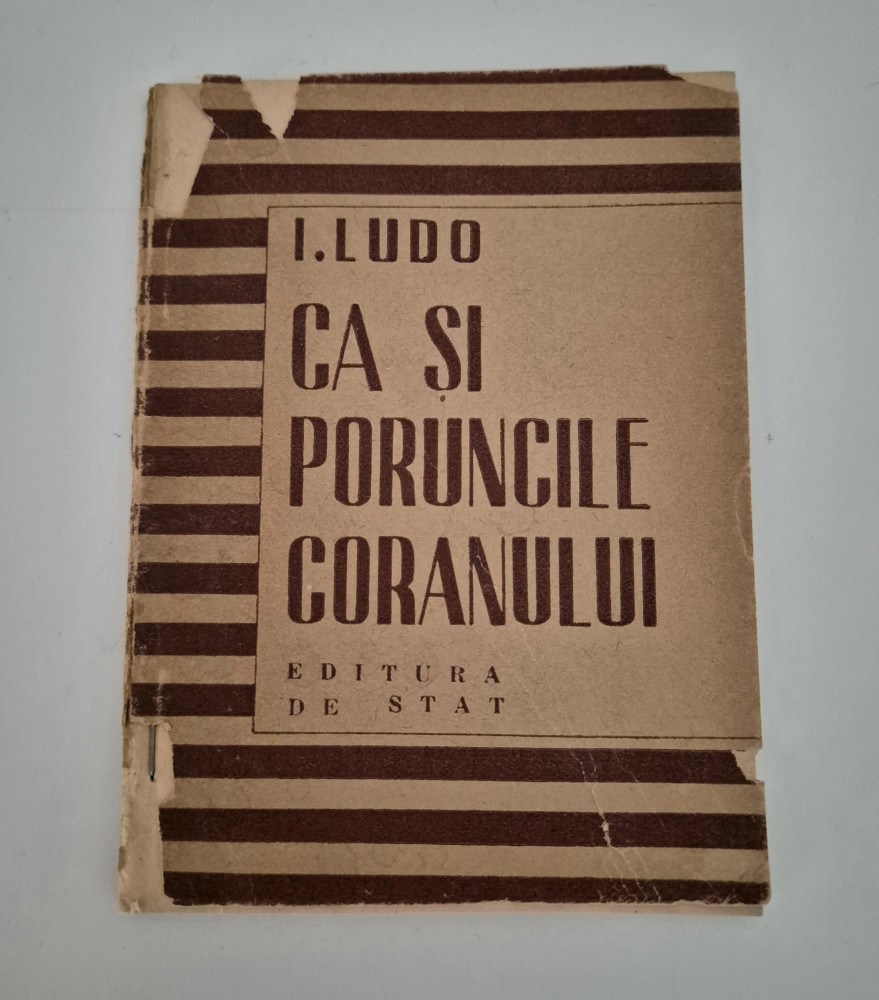 I. LUDO
CA ȘI
PORUNCILE
CORANULUI
EDITURA
DE STAT